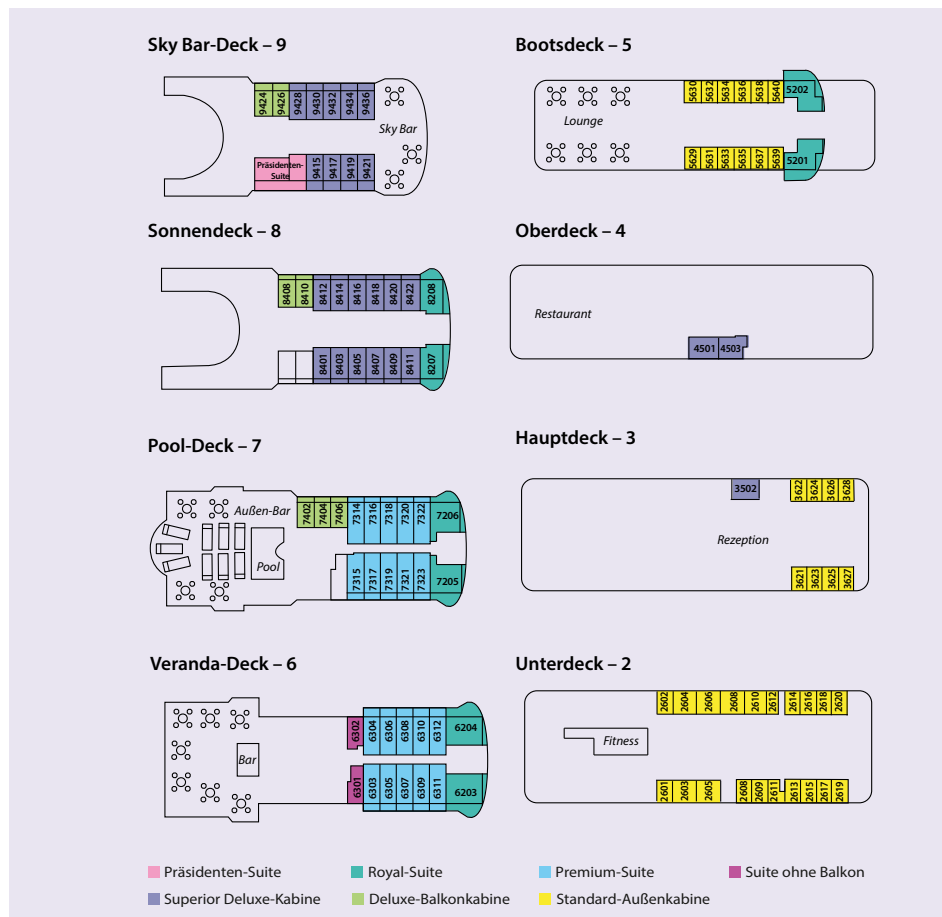 Sky Bar-Deck – 9
9424 9426 9428 9430 9432 9434 9436
Sky Bar
Präsidenten-
Suite
9415 9417 9419 9421
Sonnendeck – 8
8408 8410 8412 8414 8416 8418 8420 8422 8208
8401 8403 8405 8407 8409 8411 8207
Pool-Deck – 7
Außen-Bar
7402 7404 7406 7314 7316 7318 7320 7322 7206
Pool
7315 7317 7319 7321 7323 7205
Veranda-Deck – 6
6302 6304 6306 6308 6310 6312 6204
Bar
6301 6303 6305 6307 6309 6311 6203
Bootsdeck – 5
5630 5632 5634 5636 5638 5640 5202
Lounge
5629 5631 5633 5635 5637 5639 5201
Oberdeck – 4
Restaurant
4501 4503
Hauptdeck – 3
3502 3622 3624 3626 3628
Rezeption
3621 3623 3625 3627
Unterdeck – 2
2602 2604 2606 2608 2610 2612 2614 2616 2618 2620
Fitness
2601 2603 2605 2608 2609 2611 2613 2615 2617 2619
Präsidenten-Suite Royal-Suite Premium-Suite Suite ohne Balkon
Superior Deluxe-Kabine Deluxe-Balkonkabine Standard-Außenkabine